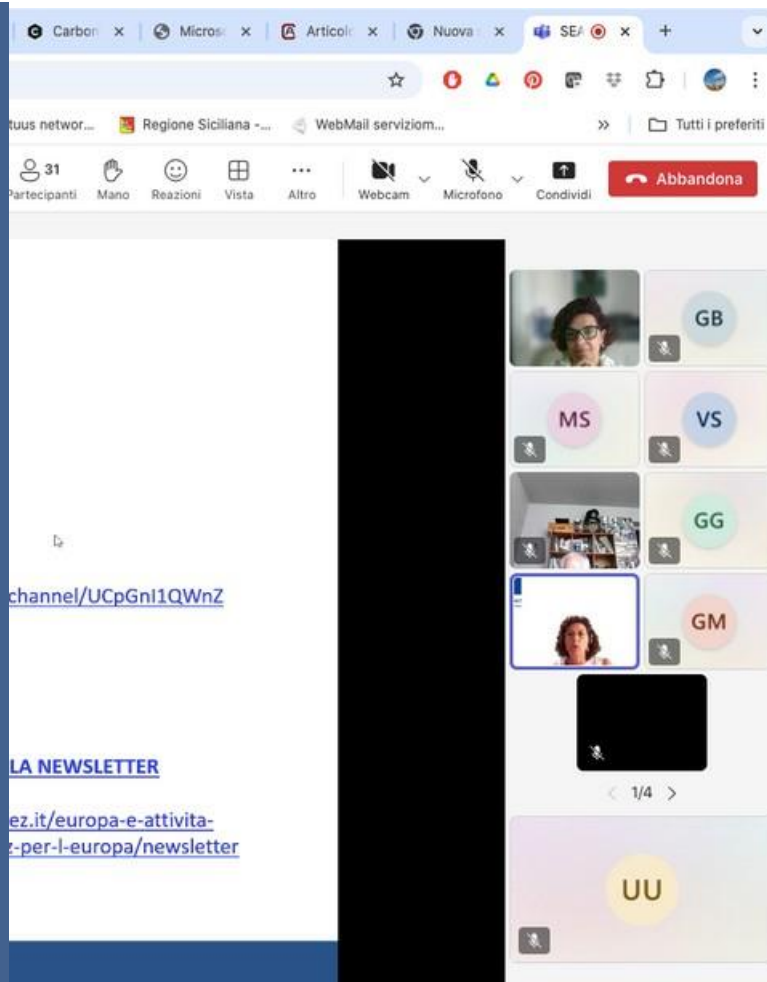 Carbon
Micros
Articolo
Nuova
SEA
tuus networ...
Regione Siciliana -...
WebMail serviziom...
»
Tutti i preferiti
31
Partecipanti
Mano
Reazioni
Vista
Altro
Webcam
Microfono
Condividi
Abbandona
GB
MS
VS
GG
channel/UCpGnI1QWnZ
GM
LA NEWSLETTER
1/4
ez.it/europa-e-attivita-
z-per-l-europa/newsletter
UU